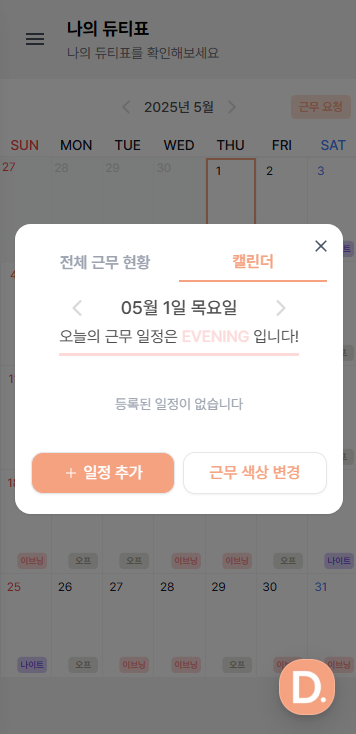 나의 듀티표
나의 듀티표를 확인해보세요
2025년 5월
근무 요청
SUN MON TUE WED THU FRI SAT
27 28 29 30 1 2 3
전체 근무 현황
캘린더
05월 1일 목요일
오늘의 근무 일정은 EVENING 입니다!
등록된 일정이 없습니다
+ 일정 추가
근무 색상 변경
이브닝 오프 오프 이브닝 이브닝 오프 나이트
25 26 27 28 29 30 31
나이트 오프 이브닝 이브닝 오프 이브닝 이브닝
D.